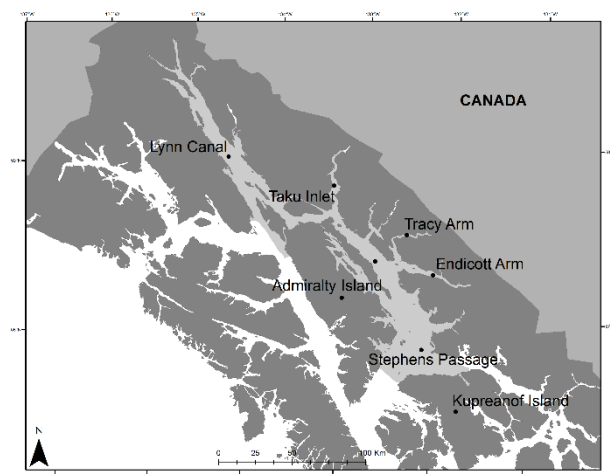 CANADA
Lynn Canal
Taku Inlet
Tracy Arm
Endicott Arm
Admiralty Island
Stephens Passage
Kupreanof Island
N
0 25 50 100 Km